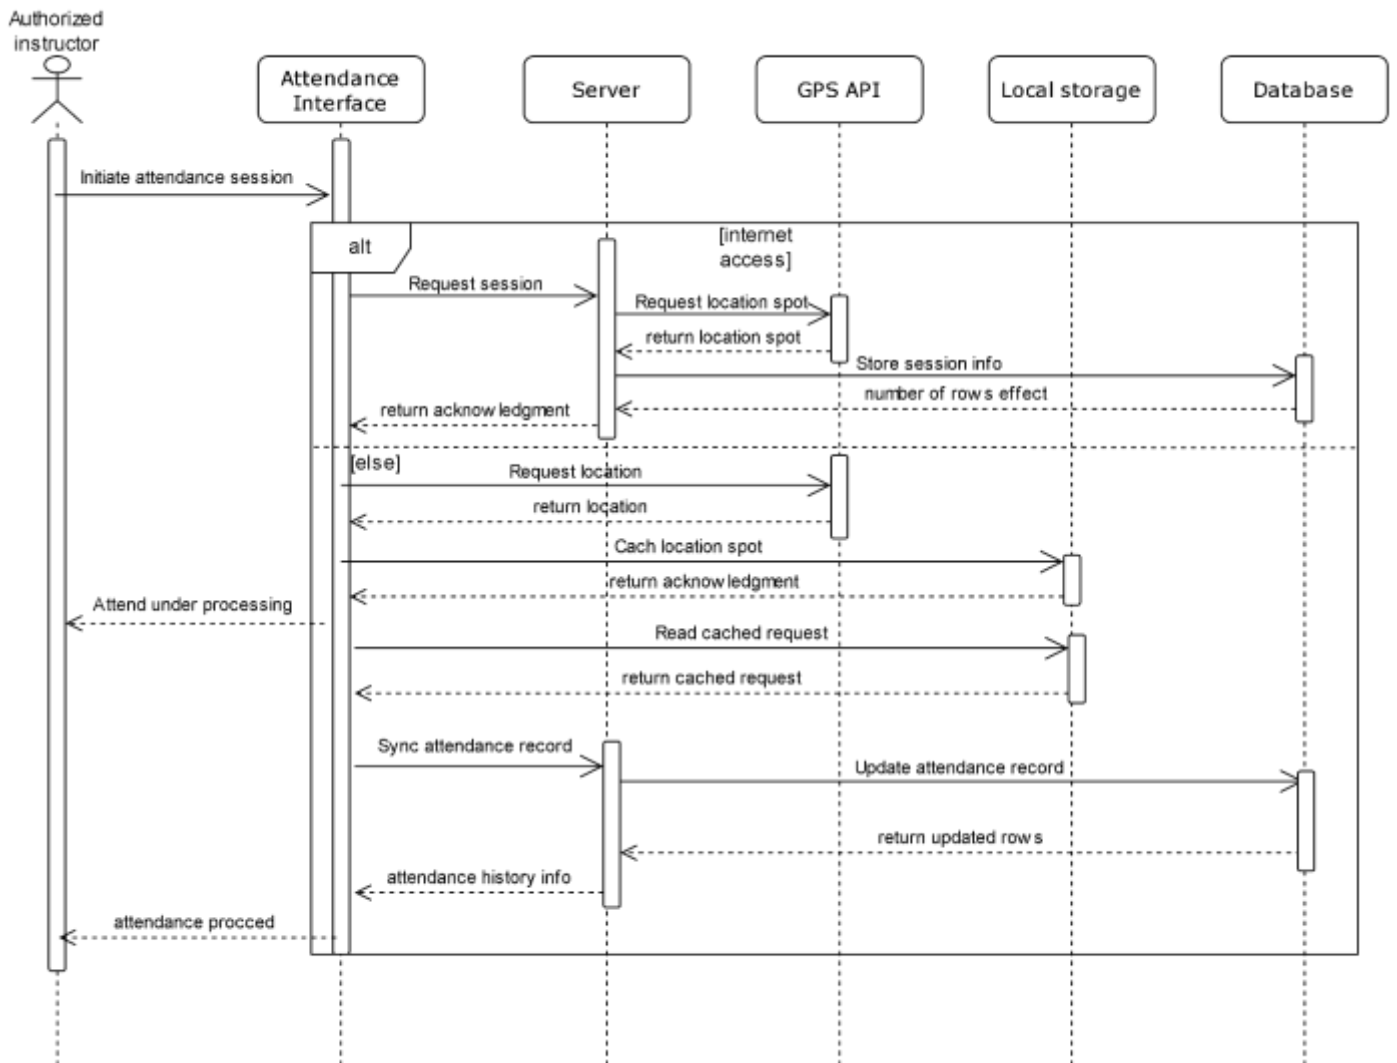 Authorized
instructor
Attendance
Interface
Server
GPS API
Local storage
Database
Initiate attendance session
alt
[internet
access]
Request session
Request location spot
return location spot
Store session info
number of rows effect
return acknowledgment
[else]
Request location
return location
Cach location spot
return acknowledgment
Attend under processing
Read cached request
return cached request
Sync attendance record
Update attendance record
return updated rows
attendance history info
attendance procced